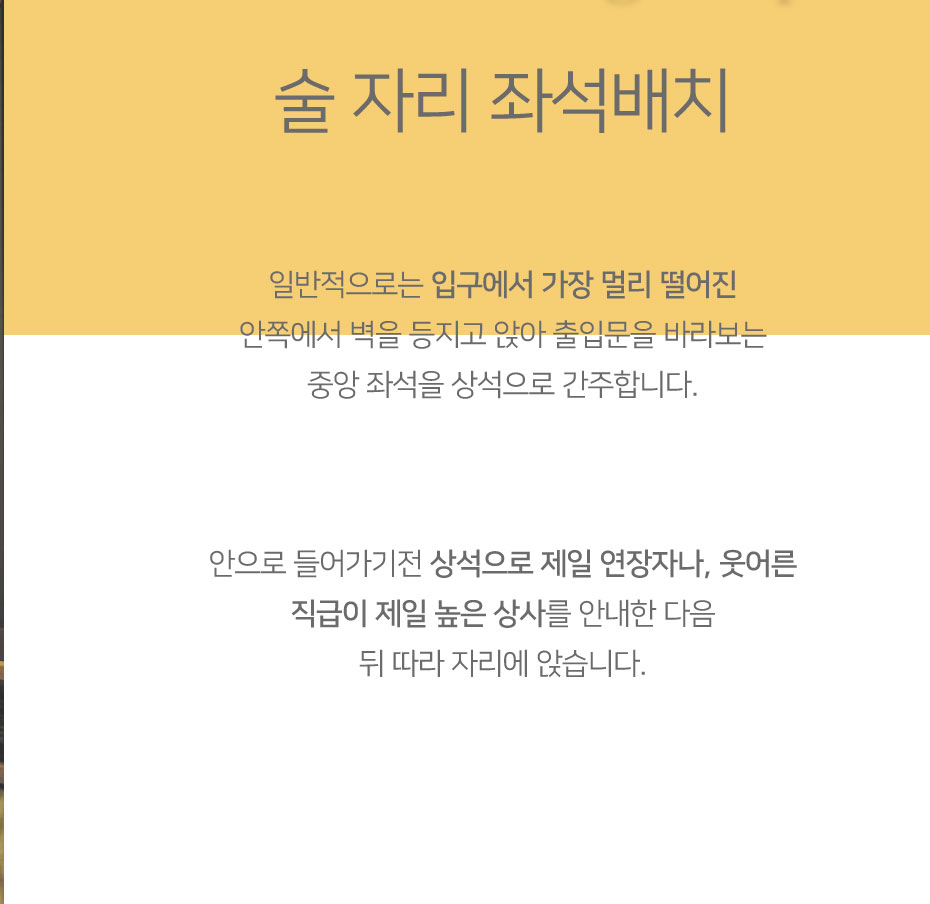 술 자리 좌석배치
일반적으로는 입구에서 가장 멀리 떨어진
안쪽에서 벽을 등지고 앉아 출입문을 바라보는
중앙 좌석을 상석으로 간주합니다.
안으로 들어가기전 상석으로 제일 연장자나, 웃어른
직급이 제일 높은 상사를 안내한 다음
뒤 따라 자리에 앉습니다.